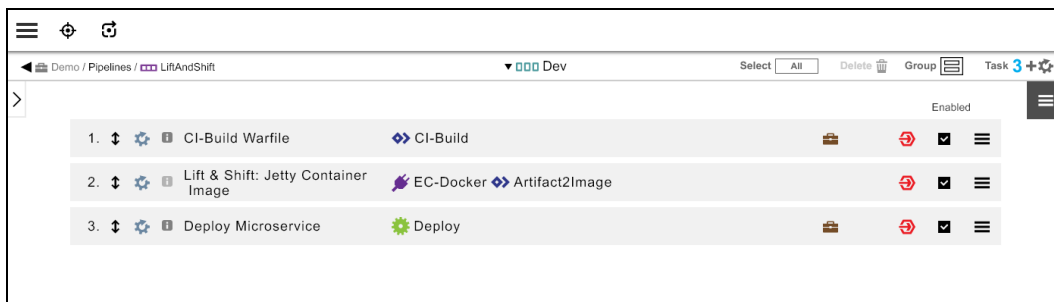 Demo / Pipelines / LiftAndShift Dev Select All Delete Group Task 3
Enabled
1. CI-Build Warfile CI-Build
2. Lift & Shift: Jetty Container EC-Docker Artifact2Image
Image
3. Deploy Microservice Deploy